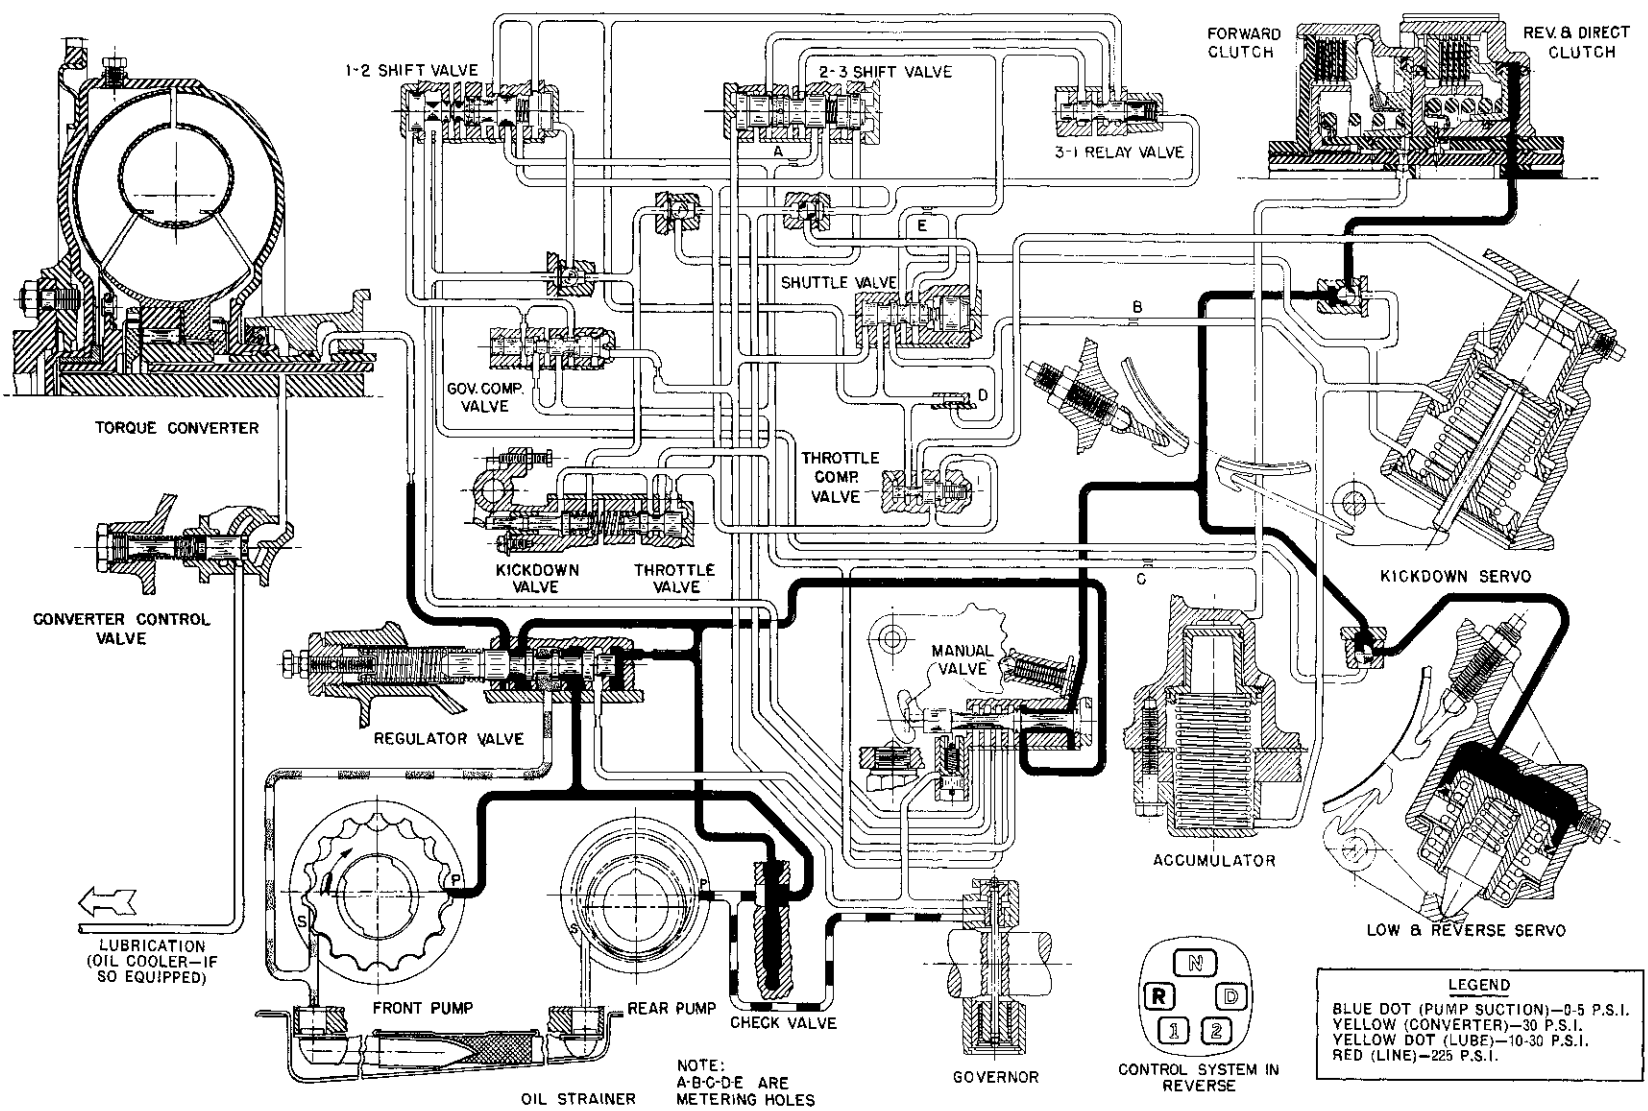 FORWARD
CLUTCH
REV. & DIRECT
CLUTCH
1-2 SHIFT VALVE
2-3 SHIFT VALVE
3-1 RELAY VALVE
A
E
SHUTTLE VALVE
B
GOV. COMP.
VALVE
D
TORQUE CONVERTER
THROTTLE
COMP.
VALVE
KICKDOWN
VALVE
THROTTLE
VALVE
C
KICKDOWN SERVO
CONVERTER CONTROL
VALVE
MANUAL
VALVE
REGULATOR VALVE
ACCUMULATOR
P
S
P
S
LOW & REVERSE SERVO
LUBRICATION
(OIL COOLER-IF
SO EQUIPPED)
FRONT PUMP
REAR PUMP
CHECK VALVE
N
R
D
1
2
GOVERNOR
CONTROL SYSTEM IN
REVERSE
OIL STRAINER
NOTE:
A-B-C-D-E ARE
METERING HOLES
LEGEND
BLUE DOT (PUMP SUCTION)-0-5 P.S.I.
YELLOW (CONVERTER)-30 P.S.I.
YELLOW DOT (LUBE)-10-30 P.S.I.
RED (LINE)-225 P.S.I.